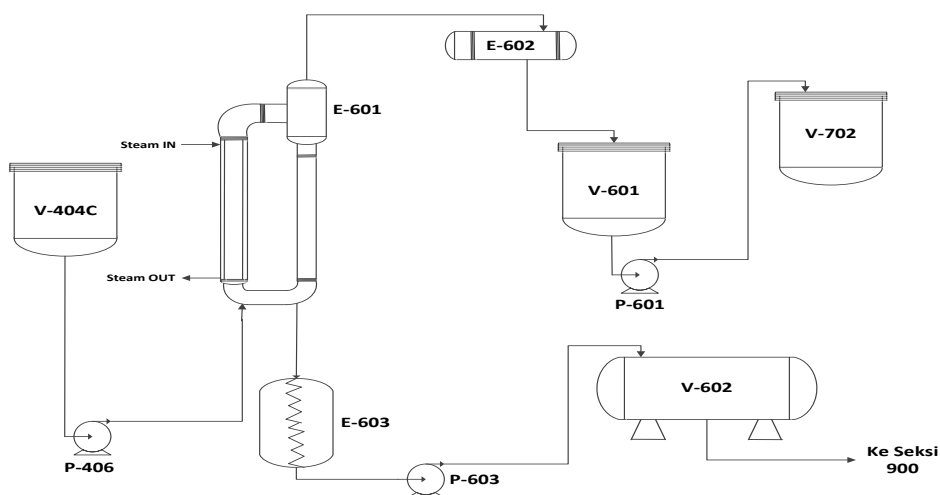 E-602
E-601
V-702
Steam IN
V-601
V-404C
Steam OUT
P-601
V-602
E-603
Ke Seksi
900
P-406
P-603